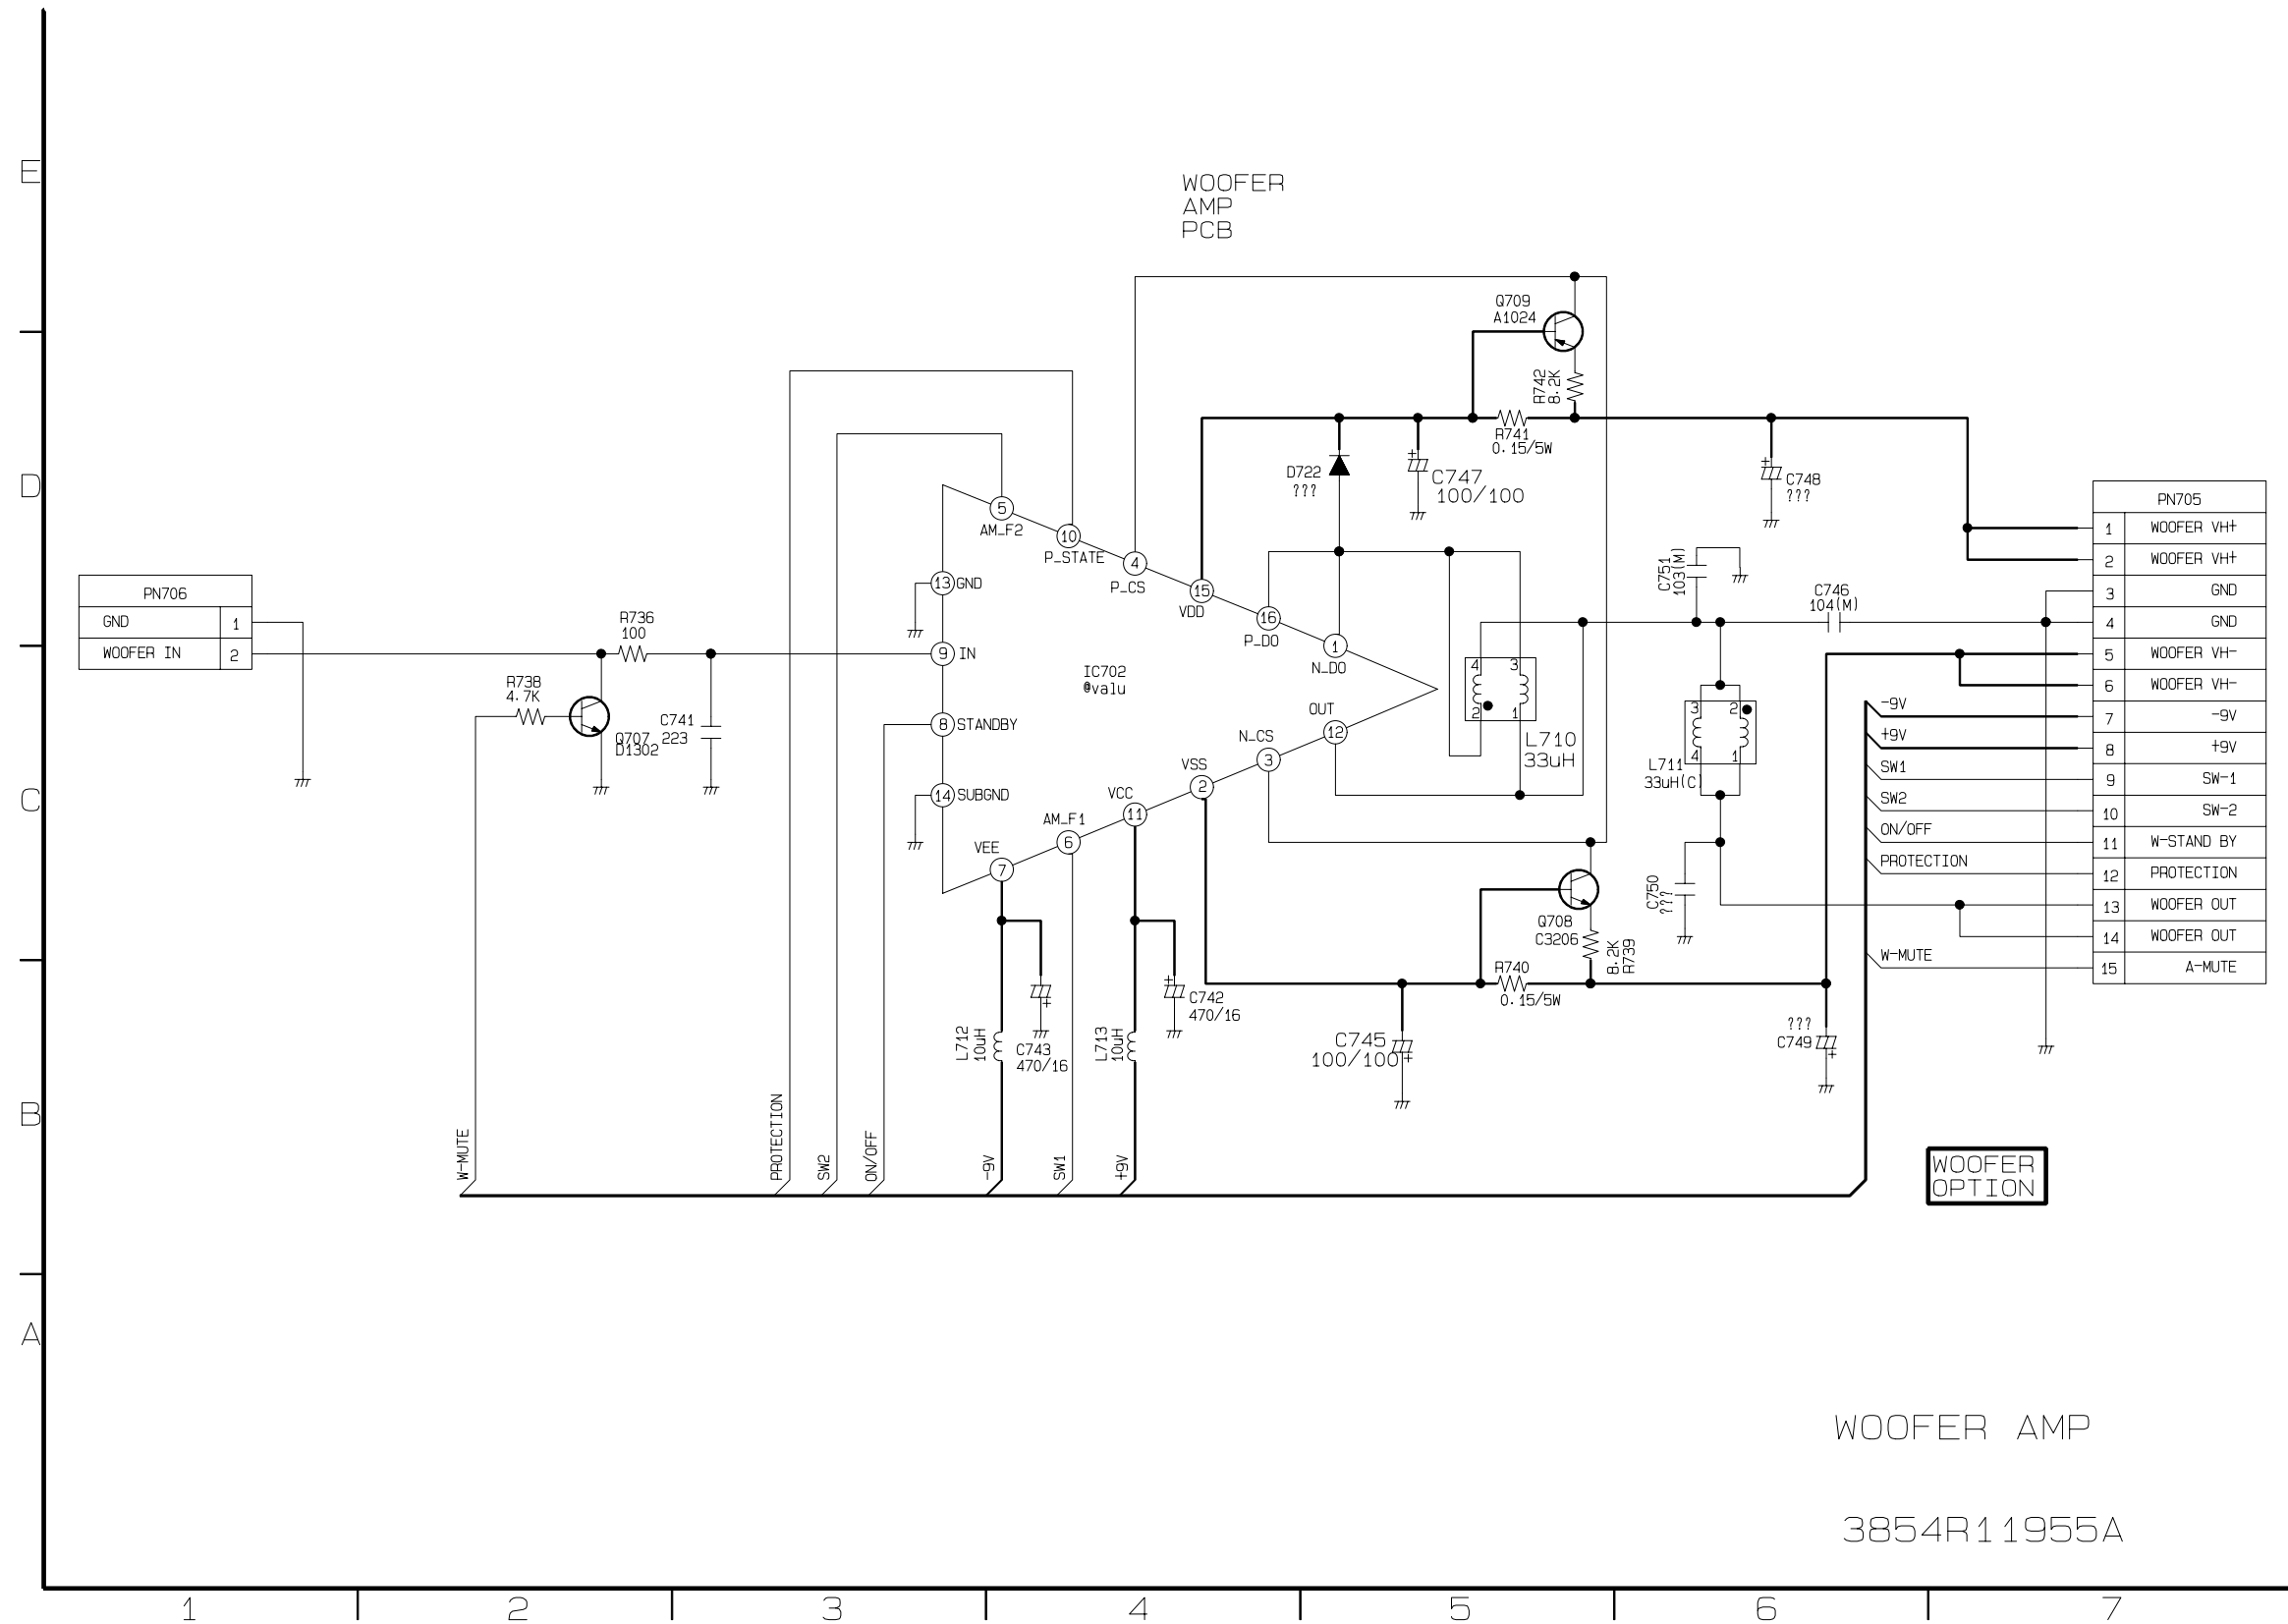 E
WOOFER
AMP
PCB
Q709
A1024
R742
8.2K
R741
0.15/5W
D
D722
???
C747
100/100
C748
???
PN705
1 WOOFER VH+
2 WOOFER VH+
3 GND
4 GND
5 WOOFER VH-
6 WOOFER VH-
7 -9V
8 +9V
9 SW-1
10 SW-2
11 W-STAND BY
12 PROTECTION
13 WOOFER OUT
14 WOOFER OUT
15 A-MUTE
5
AM_F2
10
P_STATE
4
P_CS
15
VDD
16
P_DO
1
N_DO
13 GND
9 IN
8 STANDBY
14 SUBGND
IC702
@valu
OUT
12
N_CS
3
VSS
2
VCC
11
AM_F1
6
VEE
7
PN706
GND 1
WOOFER IN 2
R736
100
R738
4.7K
Q707
D1302
C741
223
C751
103(M)
C746
104(M)
4 3
2 1
L710
33uH
3 2
4 1
L711
33uH(C)
-9V
+9V
SW1
SW2
ON/OFF
PROTECTION
W-MUTE
C
C750
???
Q708
C3206
8.2K
R739
R740
0.15/5W
C742
470/16
C743
470/16
L712
10uH
L713
10uH
C745
100/100
???
C749
B
W-MUTE
PROTECTION
SW2
ON/OFF
-9V
SW1
+9V
WOOFER
OPTION
A
WOOFER AMP
3854R11955A
1 2 3 4 5 6 7